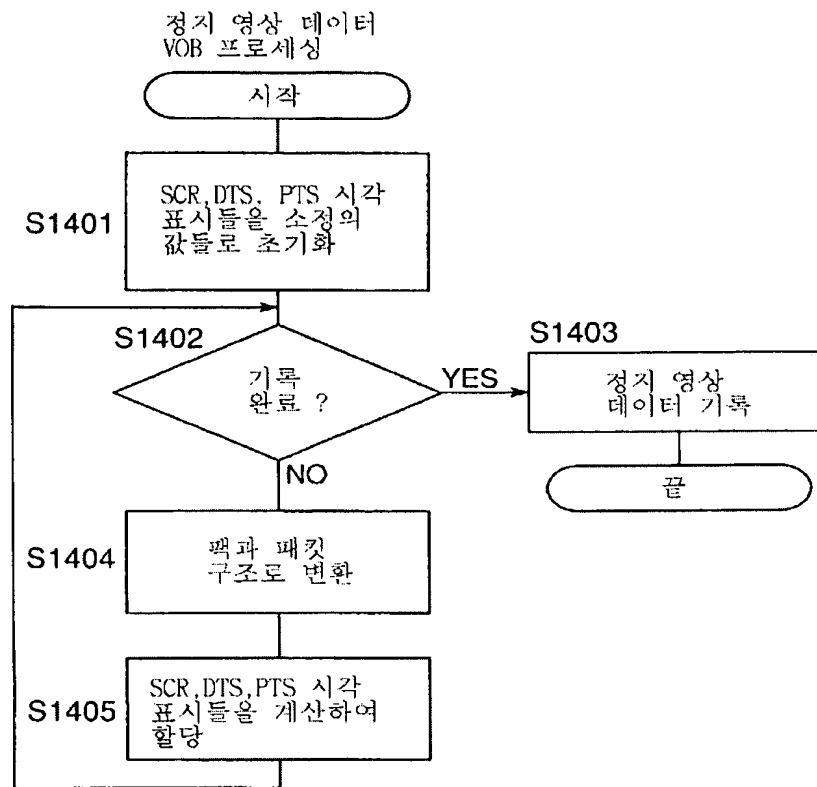 정지 영상 데이터
VOB 프로세싱
시작
S1401
SCR,DTS, PTS 시각
표시들을 소정의
값들로 초기화
S1402
기록
완료 ?
YES
S1403
정지 영상
데이터 기록
끝
NO
S1404
팩과 패킷
구조로 변환
S1405
SCR,DTS,PTS 시각
표시들을 계산하여
할당